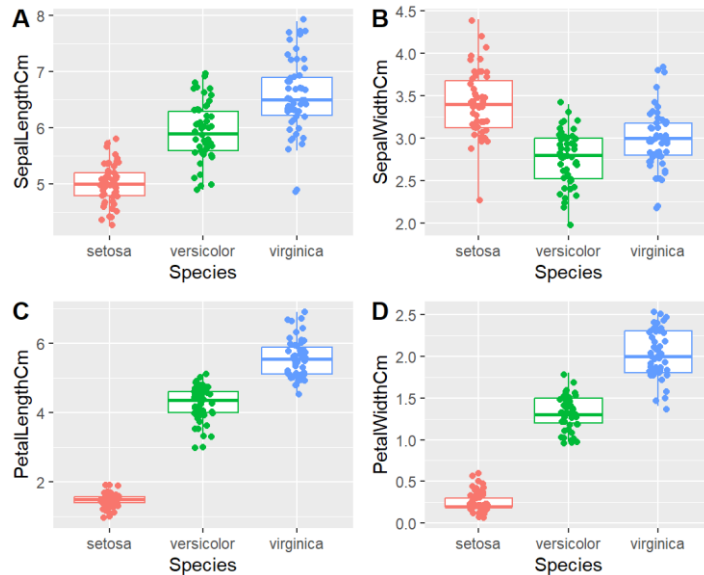 A
SepalLengthCm
8
7
6
5
setosa versicolor virginica
Species
B
SepalWidthCm
4.5
4.0
3.5
3.0
2.5
2.0
setosa versicolor virginica
Species
C
PetalLengthCm
6
4
2
setosa versicolor virginica
Species
D
PetalWidthCm
2.5
2.0
1.5
1.0
0.5
0.0
setosa versicolor virginica
Species